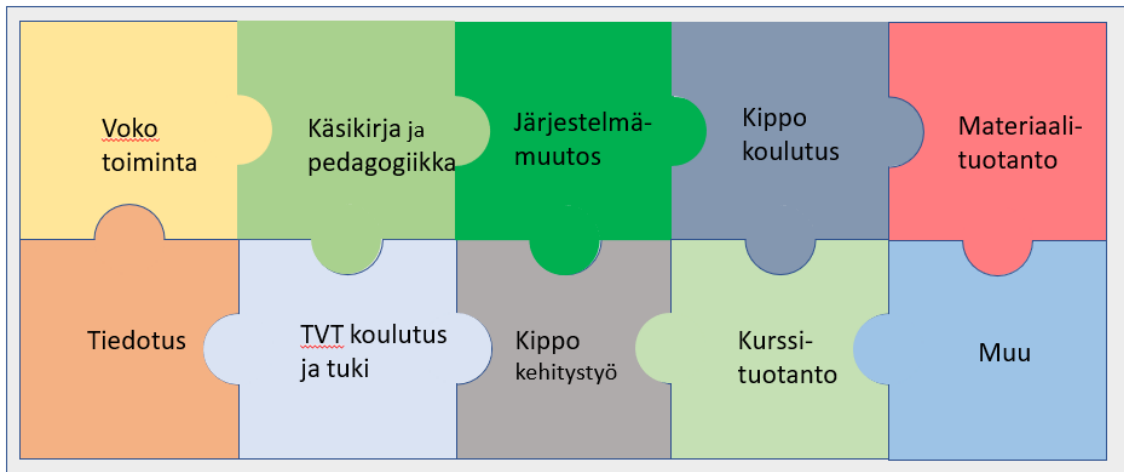 Voko
toiminta
Käsikirja ja
pedagogiikka
Järjestelmä-
muutos
Kippo
koulutus
Materiaali-
tuotanto
Tiedotus
TVT koulutus
ja tuki
Kippo
kehitystyö
Kurssi-
tuotanto
Muu